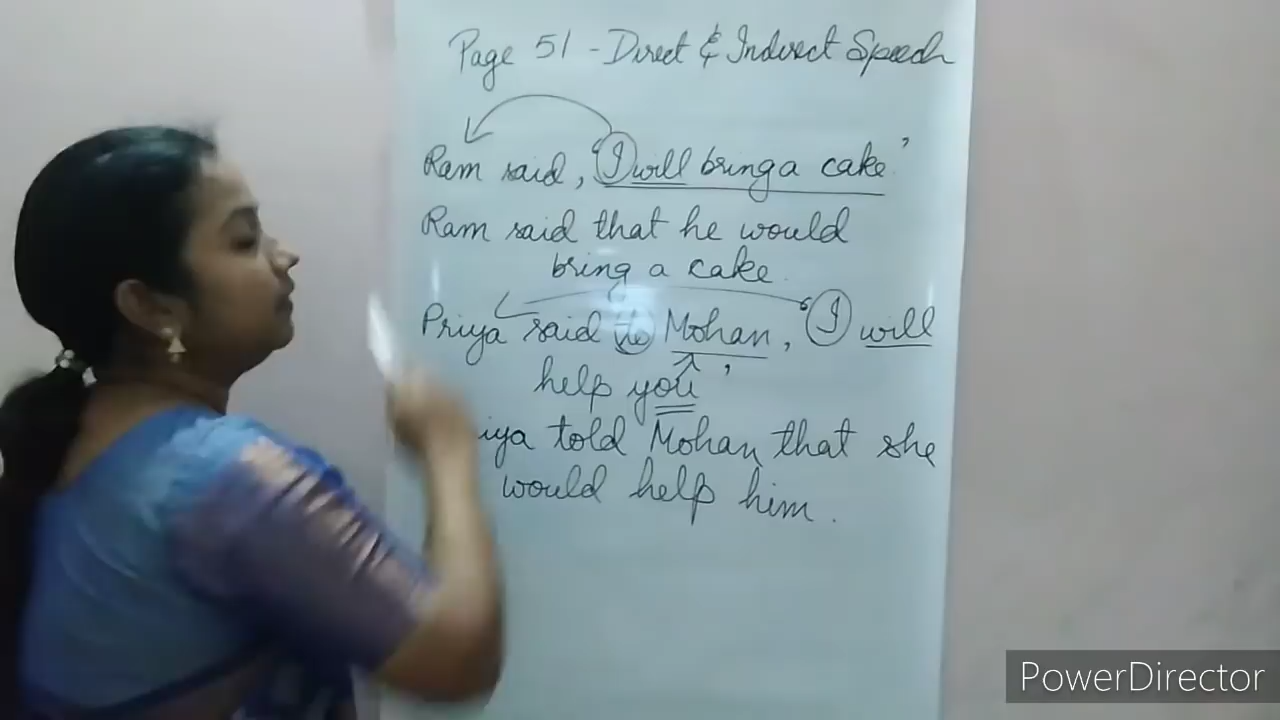 Page 51 - Direct & Indirect Speech
Ram said, 'I will bring a cake'
Ram said that he would
bring a cake.
Priya said to Mohan, 'I will
help you'
iya told Mohan that she
would help him.
PowerDirector